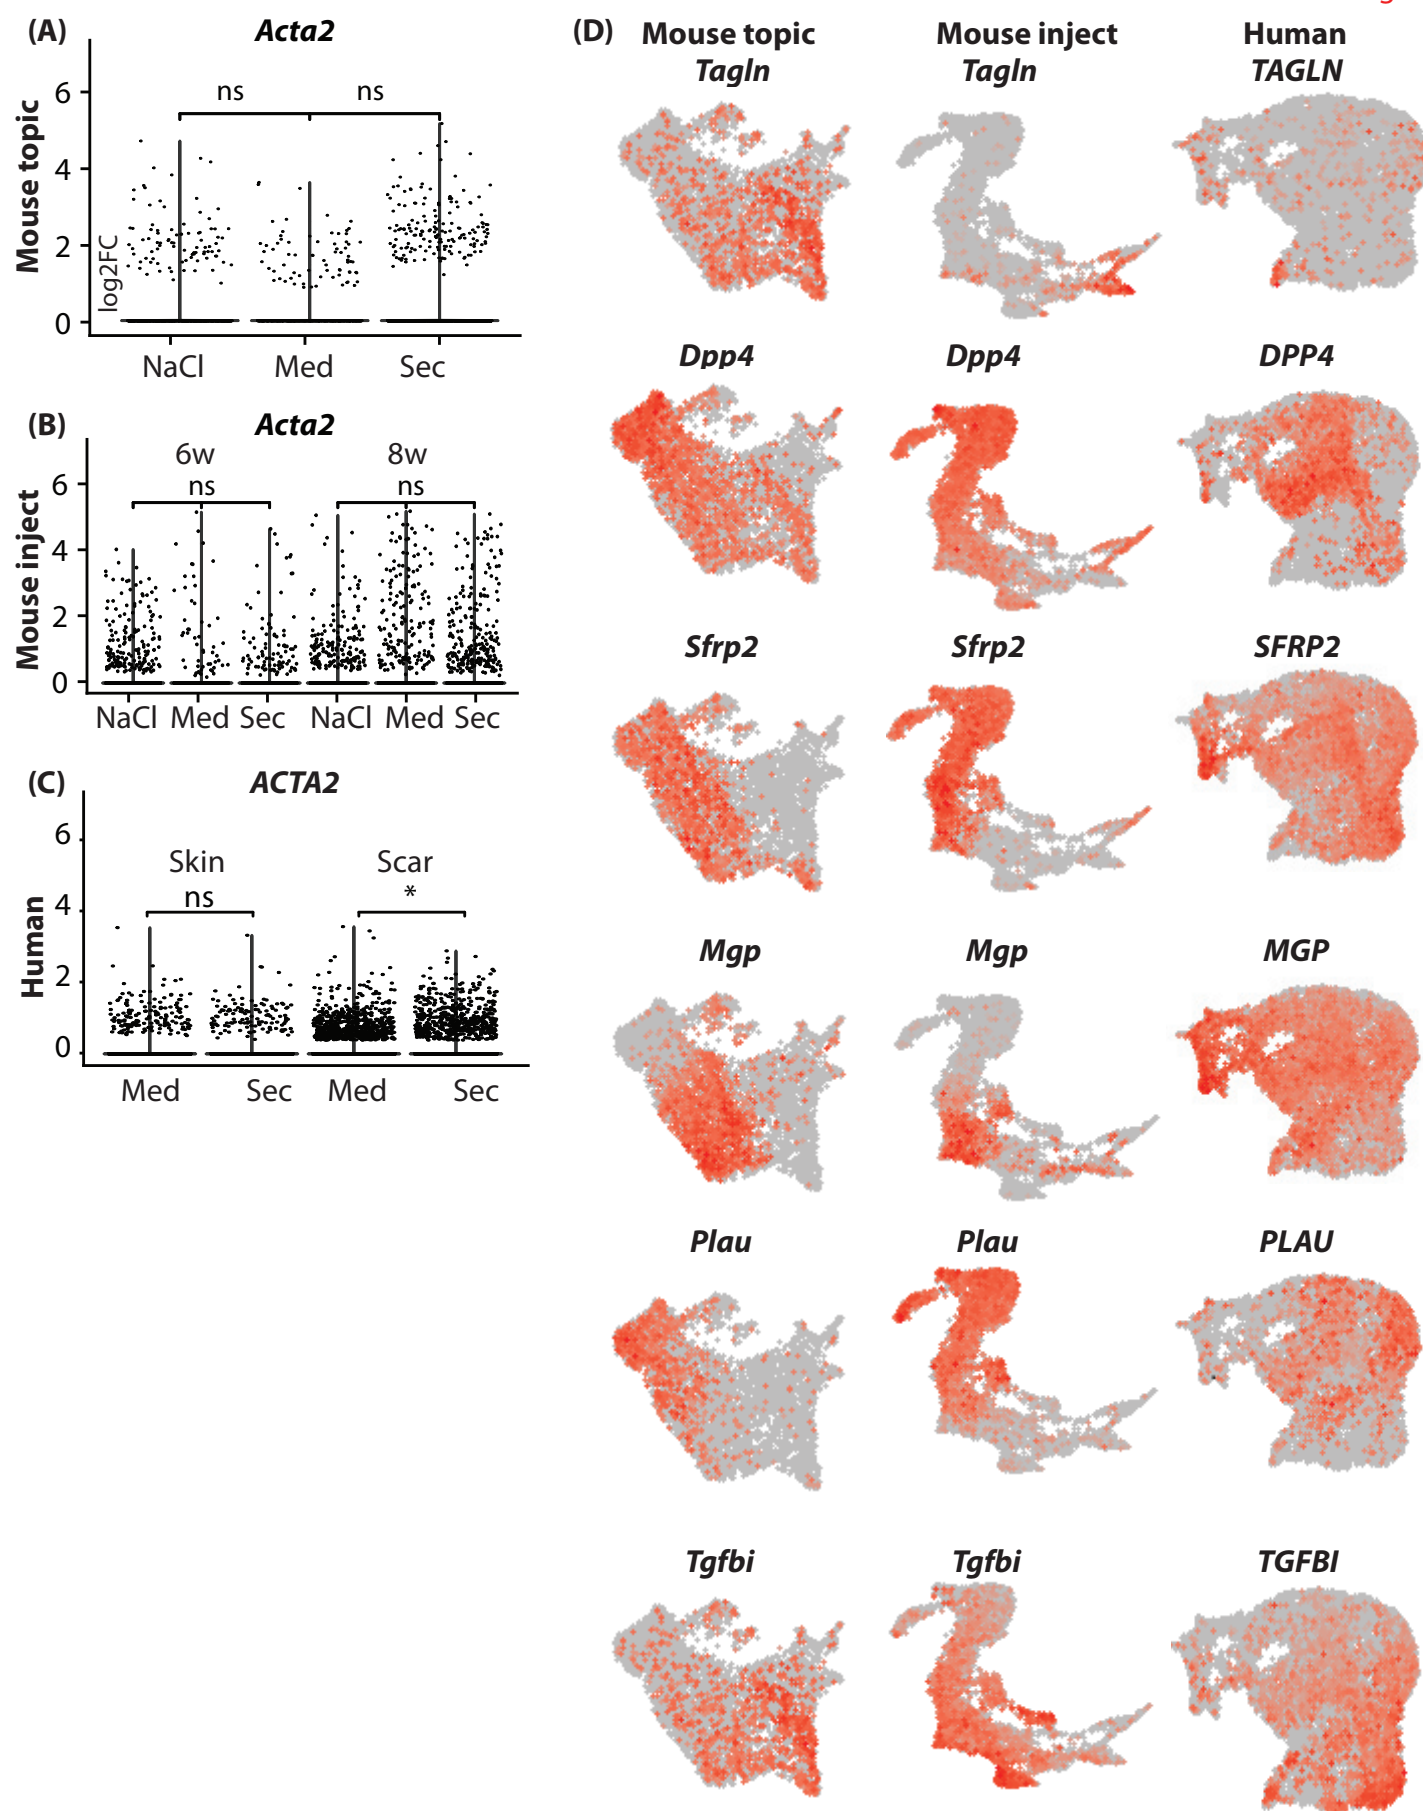 (A)
Acta2
Mouse topic
log2FC
6
4
2
0
ns
ns
NaCl
Med
Sec
(B)
Acta2
Mouse inject
6
4
2
0
6w
ns
8w
ns
NaCl
Med
Sec
NaCl
Med
Sec
(C)
ACTA2
Human
6
4
2
0
Skin
ns
Scar
*
Med
Sec
Med
Sec
(D)
Mouse topic
Mouse inject
Human
Tagln
Tagln
TAGLN
Dpp4
Dpp4
DPP4
Sfrp2
Sfrp2
SFRP2
Mgp
Mgp
MGP
Plau
Plau
PLAU
Tgfbi
Tgfbi
TGFBI